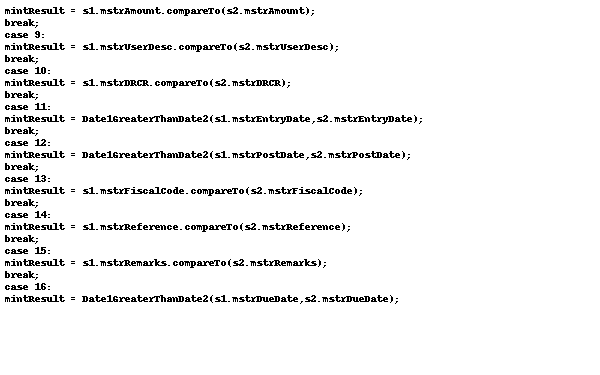 mintResult = s1.mstrAmount.compareTo(s2.mstrAmount);
break;
case 9:
mintResult = s1.mstrUserDesc.compareTo(s2.mstrUserDesc);
break;
case 10:
mintResult = s1.mstrDRCR.compareTo(s2.mstrDRCR);
break;
case 11:
mintResult = Date1GreaterThanDate2(s1.mstrEntryDate,s2.mstrEntryDate);
break;
case 12:
mintResult = Date1GreaterThanDate2(s1.mstrPostDate,s2.mstrPostDate);
break;
case 13:
mintResult = s1.mstrFiscalCode.compareTo(s2.mstrFiscalCode);
break;
case 14:
mintResult = s1.mstrReference.compareTo(s2.mstrReference);
break;
case 15:
mintResult = s1.mstrRemarks.compareTo(s2.mstrRemarks);
break;
case 16:
mintResult = Date1GreaterThanDate2(s1.mstrDueDate,s2.mstrDueDate);